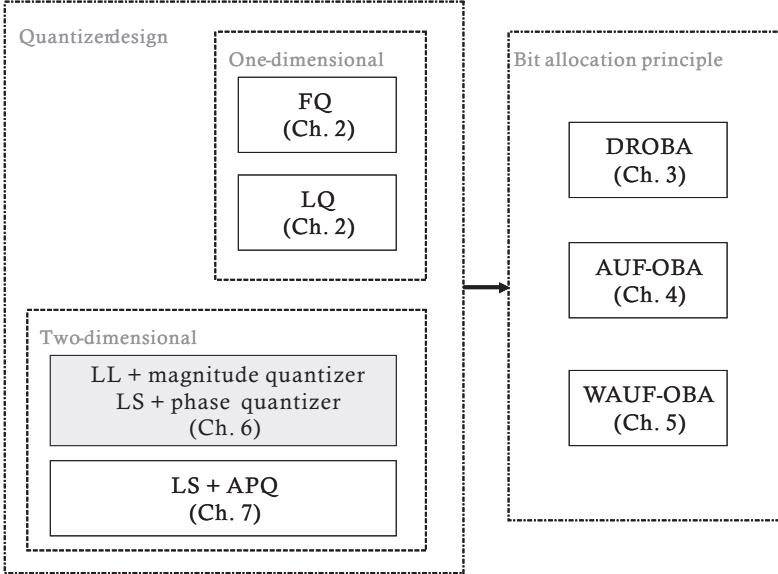 Quantizerdesign
One-dimensional
FQ
(Ch. 2)
LQ
(Ch. 2)
Two-dimensional
LL + magnitude quantizer
LS + phase quantizer
(Ch. 6)
LS + APQ
(Ch. 7)
Bit allocation principle
DROBA
(Ch. 3)
AUF-OBA
(Ch. 4)
WAUF-OBA
(Ch. 5)